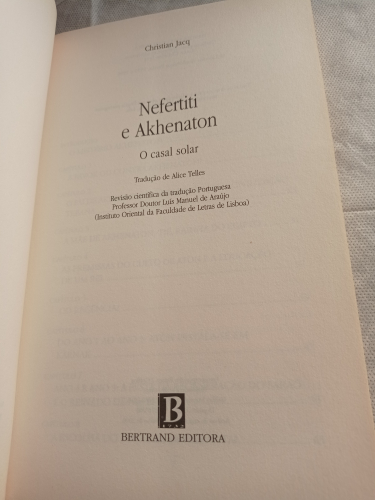 Christian Jacq
Nefertiti
e Akhenaton
O casal solar
Tradução de Alice Telles
Revisão científica da tradução Portuguesa
Professor Doutor Luís Manuel de Araújo
(Instituto Oriental da Faculdade de Letras de Lisboa)
B
BERTRAND EDITORA